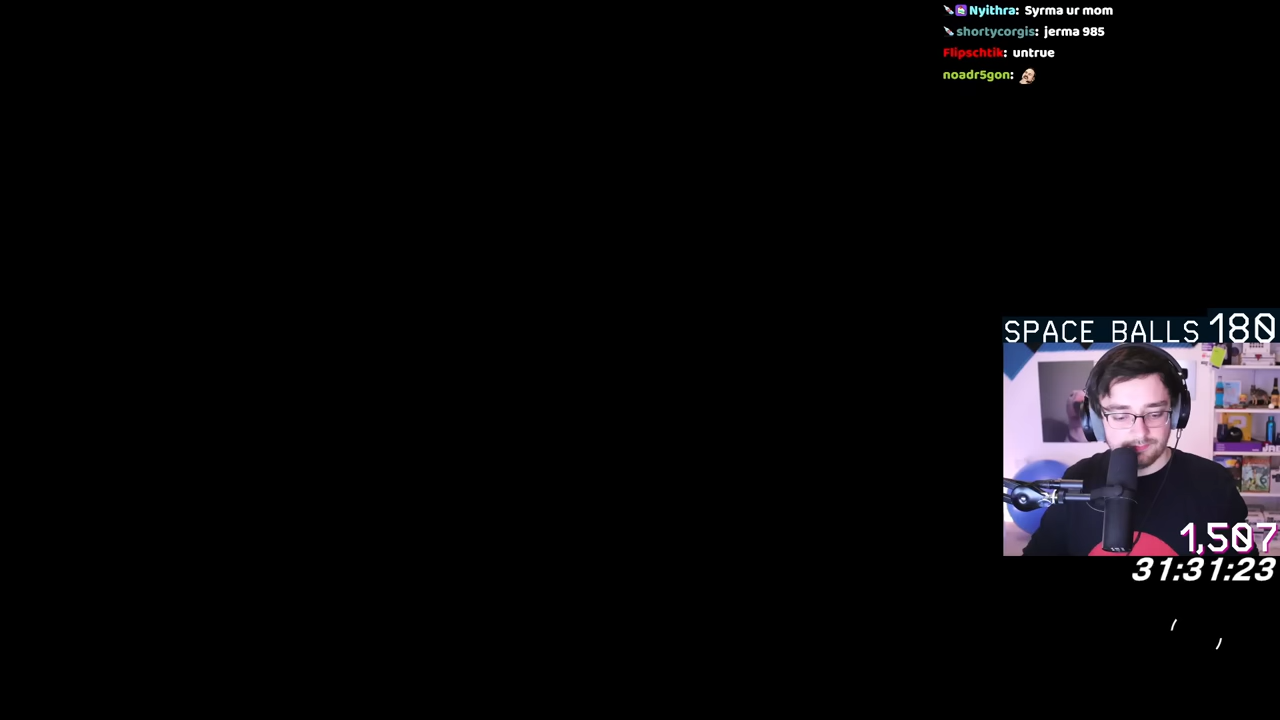 Nyithra: Syrma ur mom
shortycorgis: jerma 985
Flipschtik: untrue
noadr5gon:
SPACE BALLS 180
1,507
31:31:23